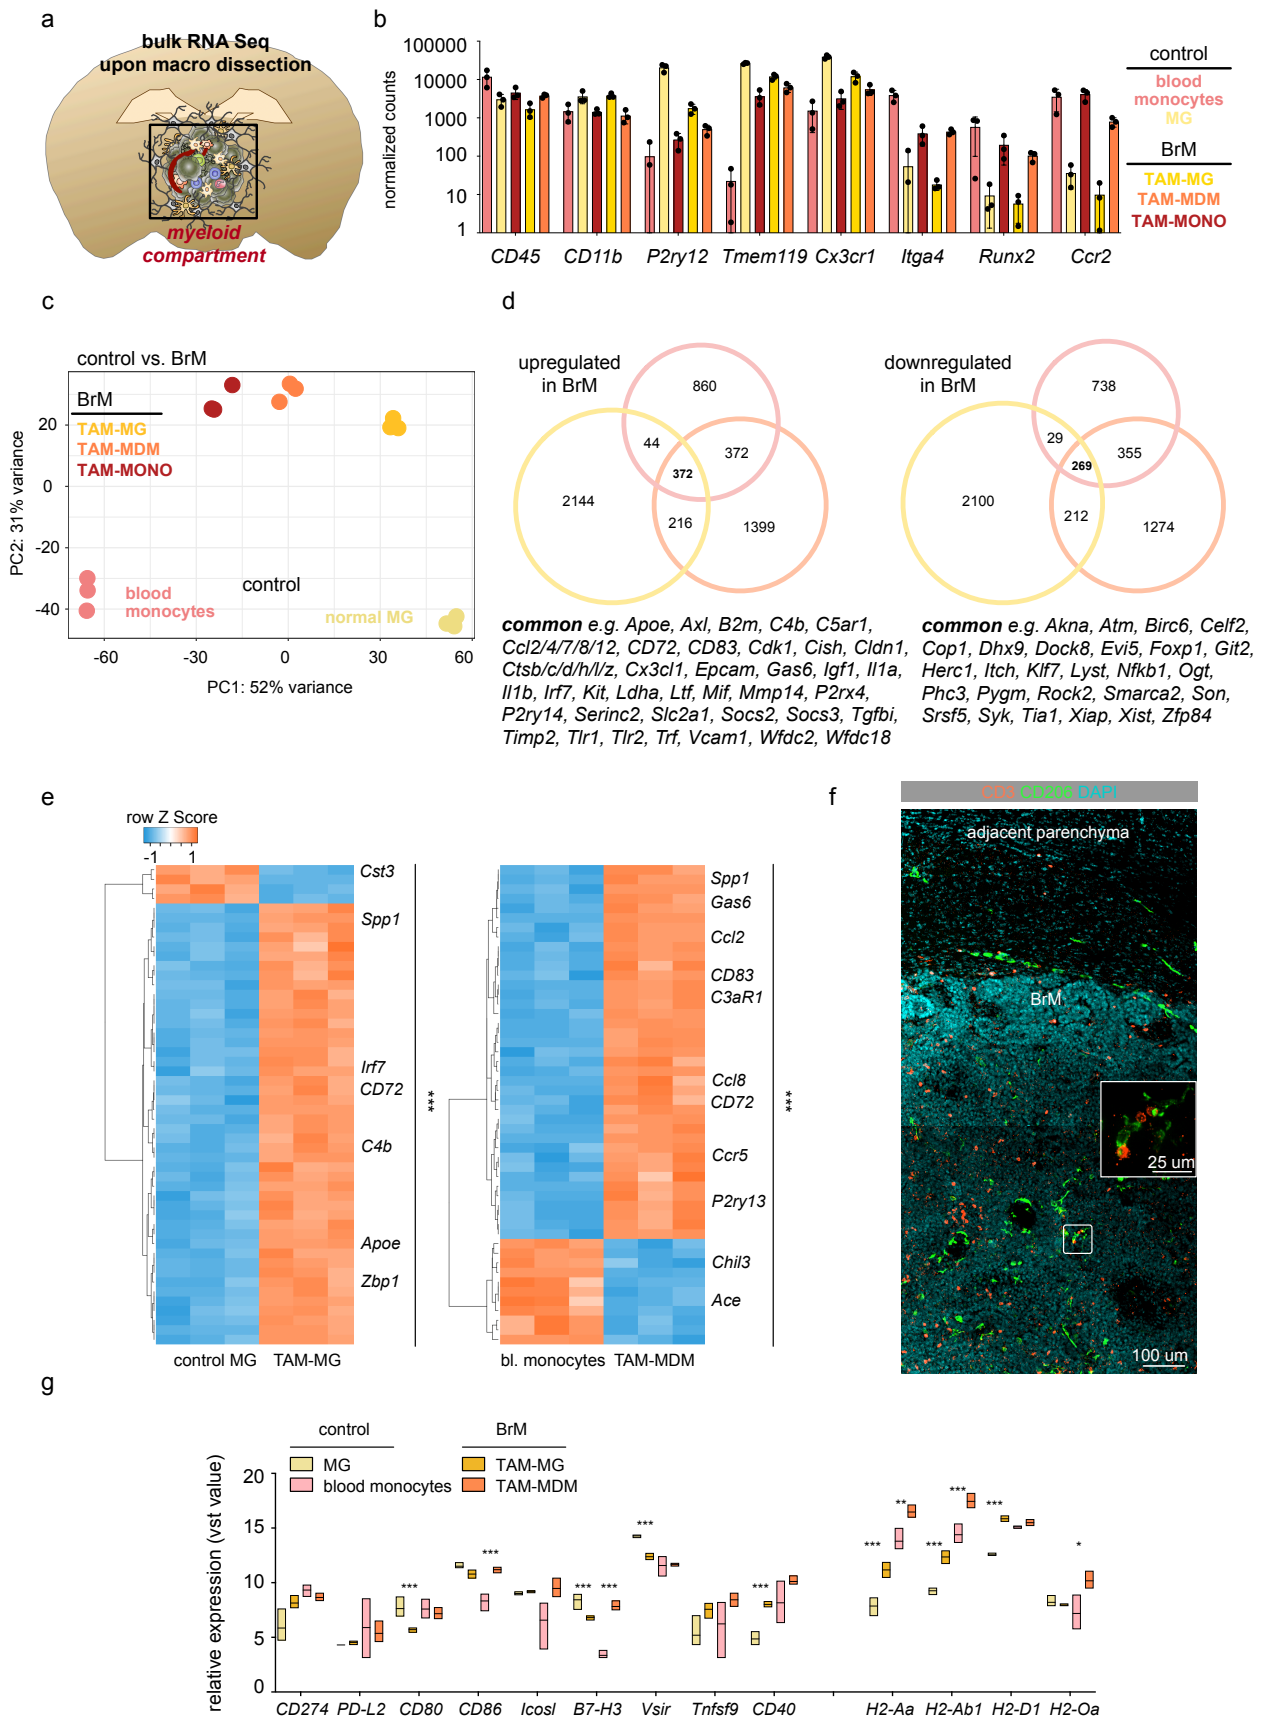 a
bulk RNA Seq
upon macro dissection
myeloid
compartment
b
normalized counts
100000
10000
1000
100
10
1
CD45 CD11b P2ry12 Tmem119 Cx3cr1 Itga4 Runx2 Ccr2
control
blood
monocytes
MG
BrM
TAM-MG
TAM-MDM
TAM-MONO
c
control vs. BrM
BrM
TAM-MG
TAM-MDM
TAM-MONO
blood
monocytes
control
normal MG
PC2: 31% variance
20
0
-20
-40
-60 -30 0 30 60
PC1: 52% variance
d
upregulated
in BrM
860
44
372
372
2144
216
1399
common e.g. Apoe, Axl, B2m, C4b, C5ar1,
Ccl2/4/7/8/12, CD72, CD83, Cdk1, Cish, Cldn1,
Ctsb/c/d/h/l/z, Cx3cl1, Epcam, Gas6, Igf1, Il1a,
Il1b, Irf7, Kit, Ldha, Ltf, Mif, Mmp14, P2rx4,
P2ry14, Serinc2, Slc2a1, Socs2, Socs3, Tgfbi,
Timp2, Tlr1, Tlr2, Trf, Vcam1, Wfdc2, Wfdc18
downregulated
in BrM
738
29
355
269
2100
212
1274
common e.g. Akna, Atm, Birc6, Celf2,
Cop1, Dhx9, Dock8, Evi5, Foxp1, Git2,
Herc1, Itch, Klf7, Lyst, Nfkb1, Ogt,
Phc3, Pygm, Rock2, Smarca2, Son,
Srsf5, Syk, Tia1, Xiap, Xist, Zfp84
e
row Z Score
-1 1
Cst3
Spp1
Irf7
CD72
C4b
Apoe
Zbp1
***
control MG TAM-MG
Spp1
Gas6
Ccl2
CD83
C3aR1
Ccl8
CD72
Ccr5
P2ry13
Chil3
Ace
***
bl. monocytes TAM-MDM
f
CD3 CD206 DAPI
adjacent parenchyma
BrM
25 um
100 um
g
control
MG
blood monocytes
BrM
TAM-MG
TAM-MDM
relative expression (vst value)
20
15
10
5
0
*** *** *** *** *** *** *** ** *** *** *** *
CD274 PD-L2 CD80 CD86 Icosl B7-H3 Vsir Tnfsf9 CD40 H2-Aa H2-Ab1 H2-D1 H2-Oa